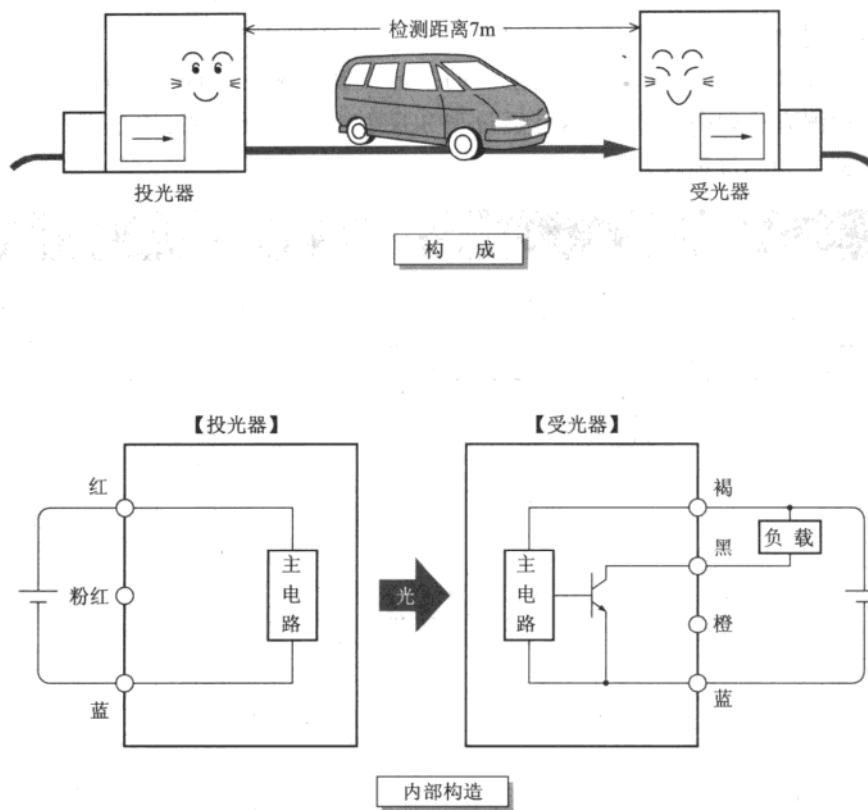 检测距离7m
投光器
受光器
构 成
【投光器】
【受光器】
红
粉红
蓝
主电路
光
主电路
褐
黑
橙
蓝
负 载
内部构造